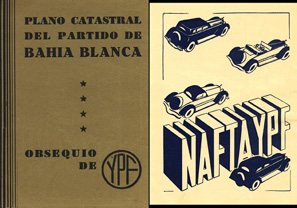 PLANO CATASTRAL
DEL PARTIDO DE
BAHIA BLANCA
OBSEQUIO
DE YPF
NAFTA YPF